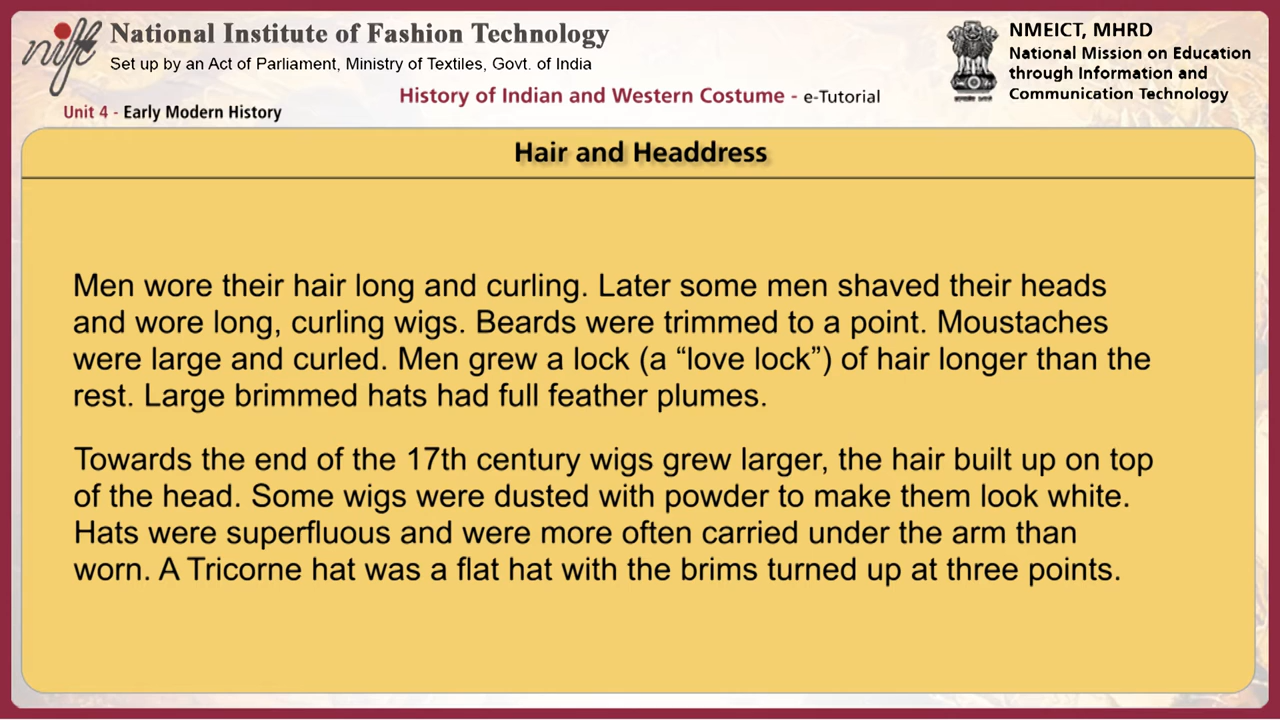 nift
National Institute of Fashion Technology
Set up by an Act of Parliament, Ministry of Textiles, Govt. of India
NMEICT, MHRD
National Mission on Education
through Information and
Communication Technology
History of Indian and Western Costume - e-Tutorial
Unit 4 - Early Modern History
Hair and Headdress
Men wore their hair long and curling. Later some men shaved their heads
and wore long, curling wigs. Beards were trimmed to a point. Moustaches
were large and curled. Men grew a lock (a “love lock”) of hair longer than the
rest. Large brimmed hats had full feather plumes.
Towards the end of the 17th century wigs grew larger, the hair built up on top
of the head. Some wigs were dusted with powder to make them look white.
Hats were superfluous and were more often carried under the arm than
worn. A Tricorne hat was a flat hat with the brims turned up at three points.